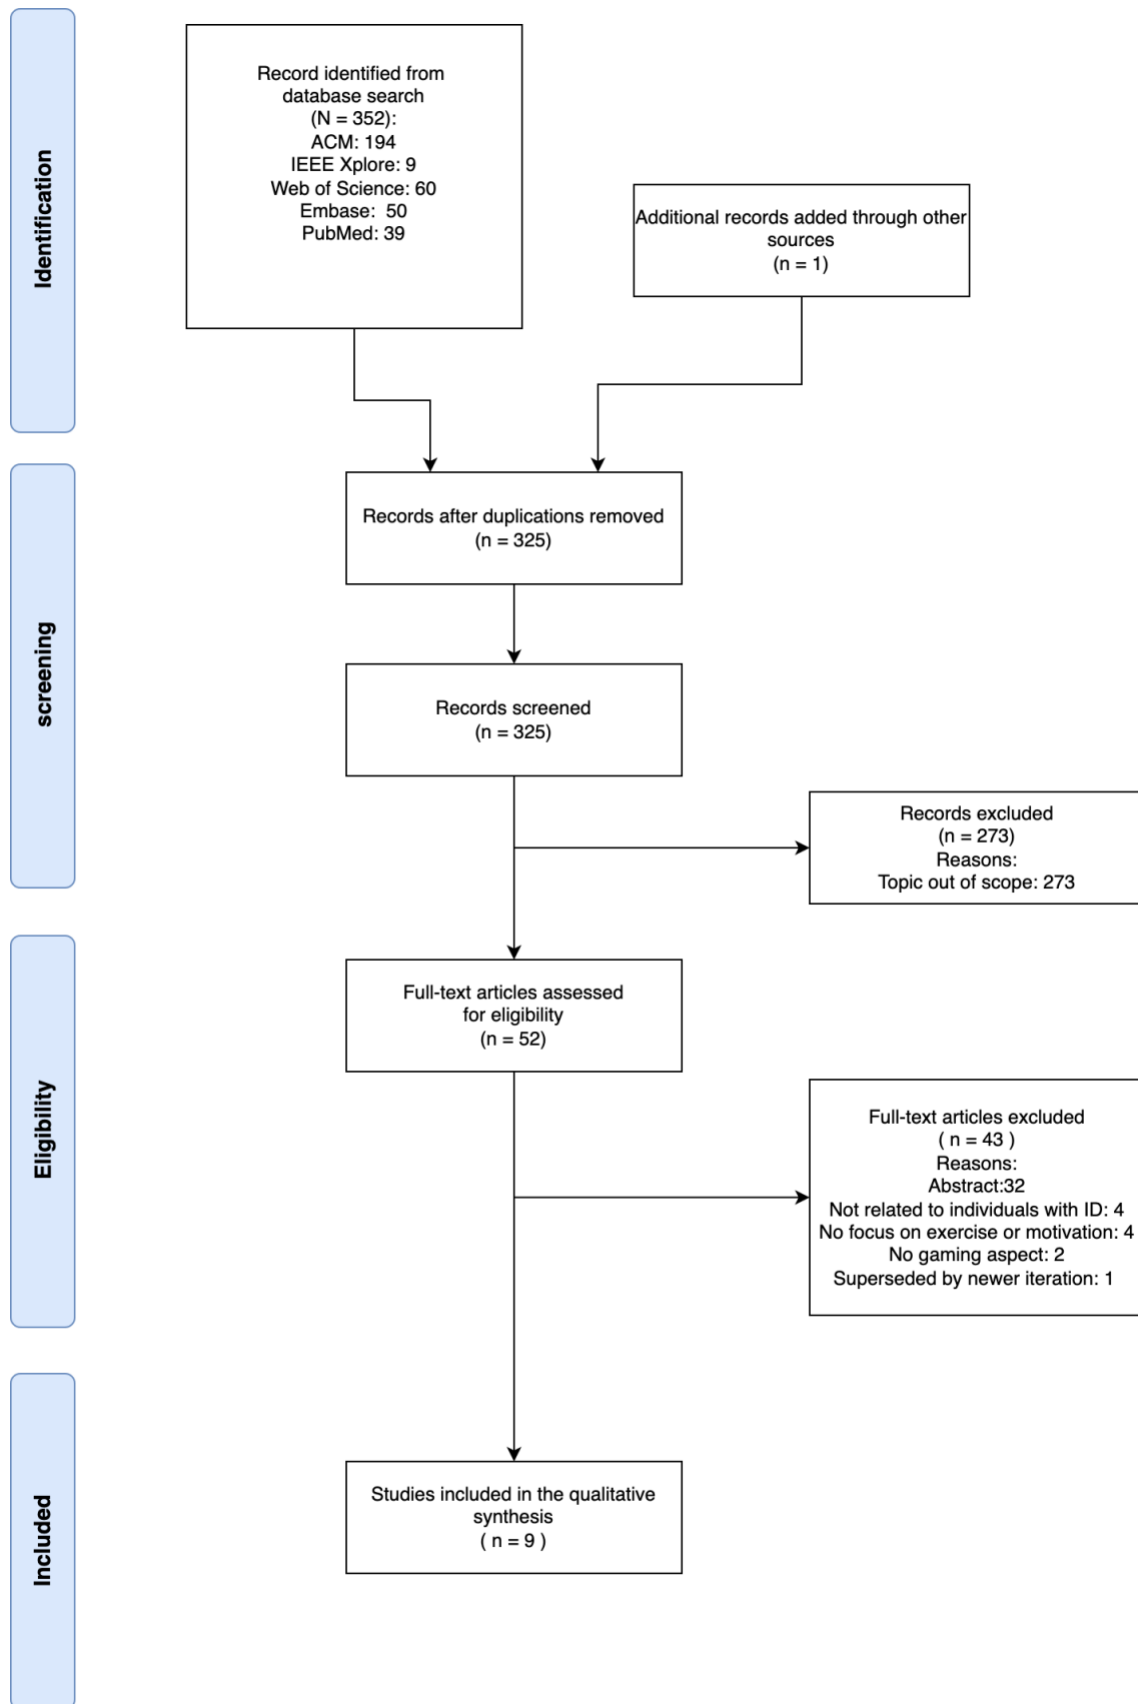 Identification
Record identified from
database search
(N = 352):
ACM: 194
IEEE Xplore: 9
Web of Science: 60
Embase:  50
PubMed: 39
Additional records added through other
sources
(n = 1)
screening
Records after duplications removed
(n = 325)
Records screened
(n = 325)
Records excluded
(n = 273)
Reasons:
Topic out of scope: 273
Eligibility
Full-text articles assessed
for eligibility
(n = 52)
Full-text articles excluded
( n = 43 )
Reasons:
Abstract:32
Not related to individuals with ID: 4
No focus on exercise or motivation: 4
No gaming aspect: 2
Superseded by newer iteration: 1
Included
Studies included in the qualitative
synthesis
( n = 9 )